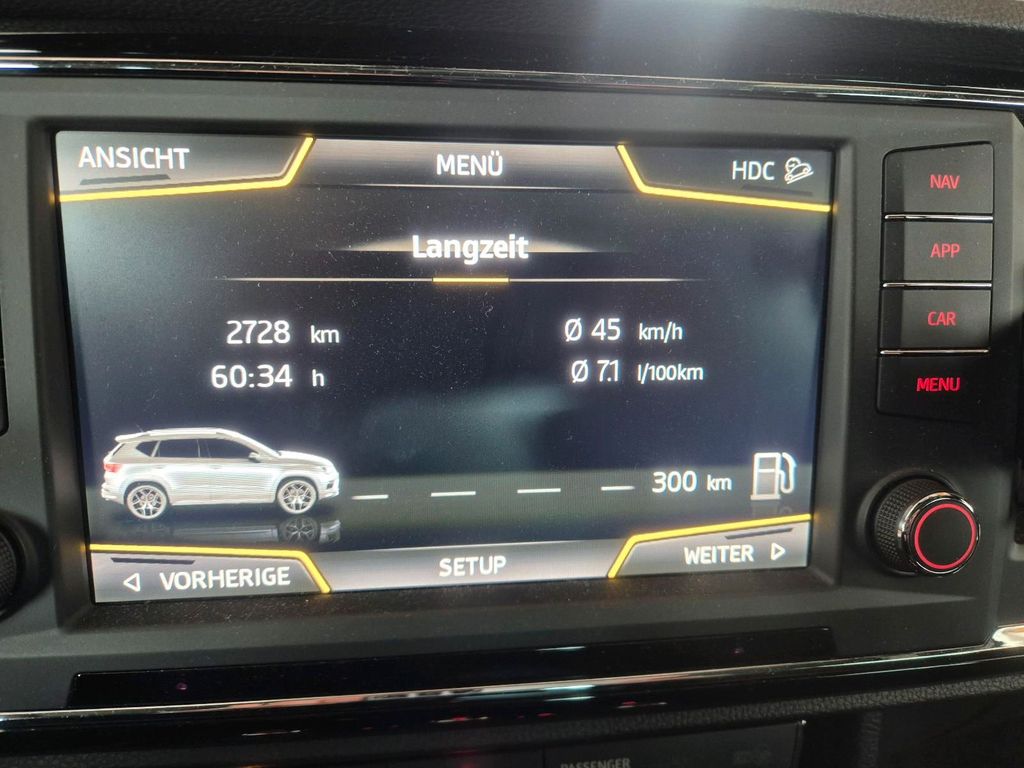 ANSICHT
MENÜ
HDC
Langzeit
2728 km
Ø 45 km/h
60:34 h
Ø 7.1 l/100km
300 km
VORHERIGE
SETUP
WEITER
NAV
APP
CAR
MENU
PASSENGER